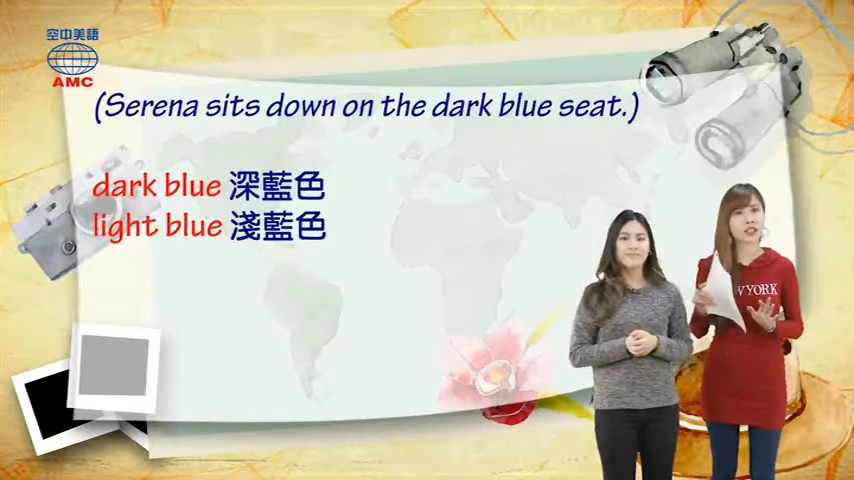 空中美語
AMC
(Serena sits down on the dark blue seat.)
dark blue 深藍色
light blue 淺藍色
W YORK